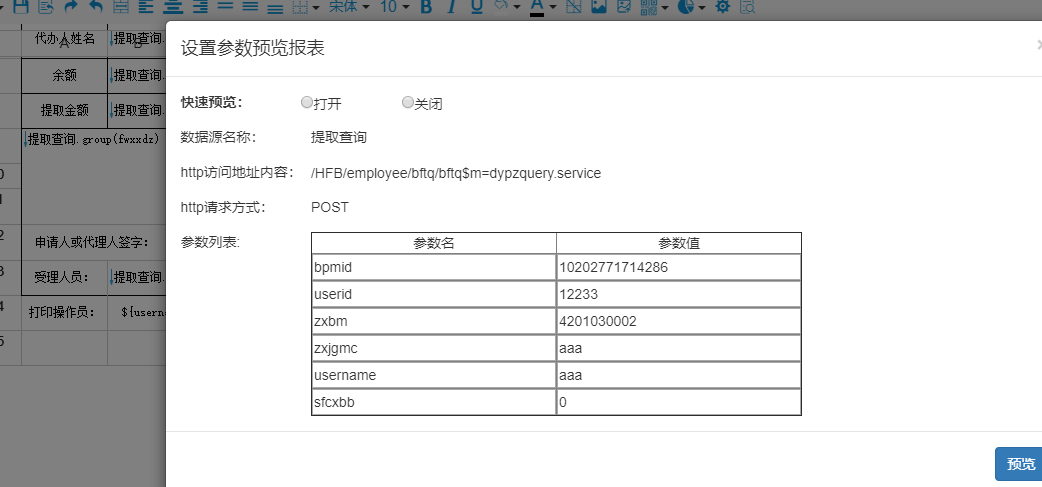 宋体 10 B I U A
设置参数预览报表 ×
代办人姓名 提取查询.
余额 提取查询.
提取金额 提取查询.
提取查询.group(fwxxdz)
0
1
2 申请人或代理人签字:
3 受理人员: 提取查询.
4 打印操作员: ${usern
5
快速预览: 打开 关闭
数据源名称: 提取查询
http访问地址内容: /HFB/employee/bftq/bftq$m=dypzquery.service
http请求方式: POST
参数列表:
参数名 参数值
bpmid 10202771714286
userid 12233
zxbm 4201030002
zxjgmc aaa
username aaa
sfcxbb 0
预览